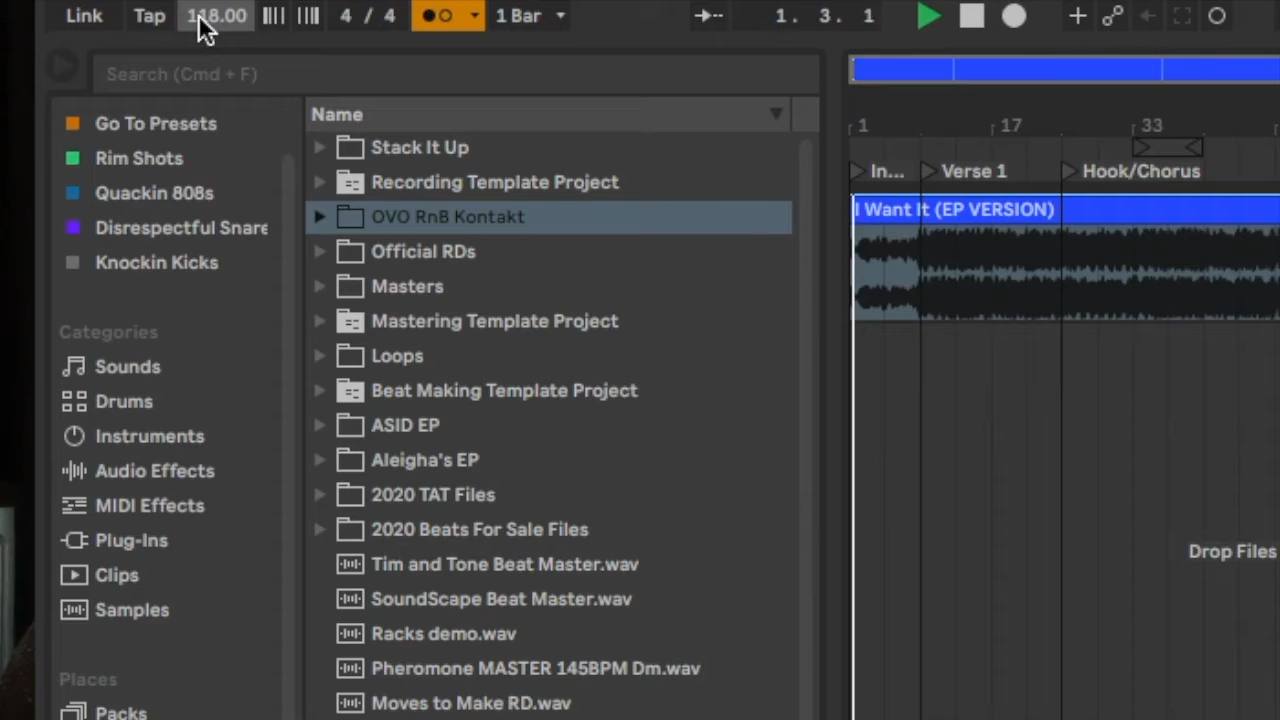 Link Tap 118.00 4 / 4 1 Bar 1. 3. 1
Search (Cmd + F)
Go To Presets
Rim Shots
Quackin 808s
Disrespectful Snare
Knockin Kicks
Categories
Sounds
Drums
Instruments
Audio Effects
MIDI Effects
Plug-Ins
Clips
Samples
Places
Packs
Name
Stack It Up
Recording Template Project
OVO RnB Kontakt
Official RDs
Masters
Mastering Template Project
Loops
Beat Making Template Project
ASID EP
Aleigha's EP
2020 TAT Files
2020 Beats For Sale Files
Tim and Tone Beat Master.wav
SoundScape Beat Master.wav
Racks demo.wav
Pheromone MASTER 145BPM Dm.wav
Moves to Make RD.wav
1 17 33
In... Verse 1 Hook/Chorus
I Want It (EP VERSION)
Drop Files